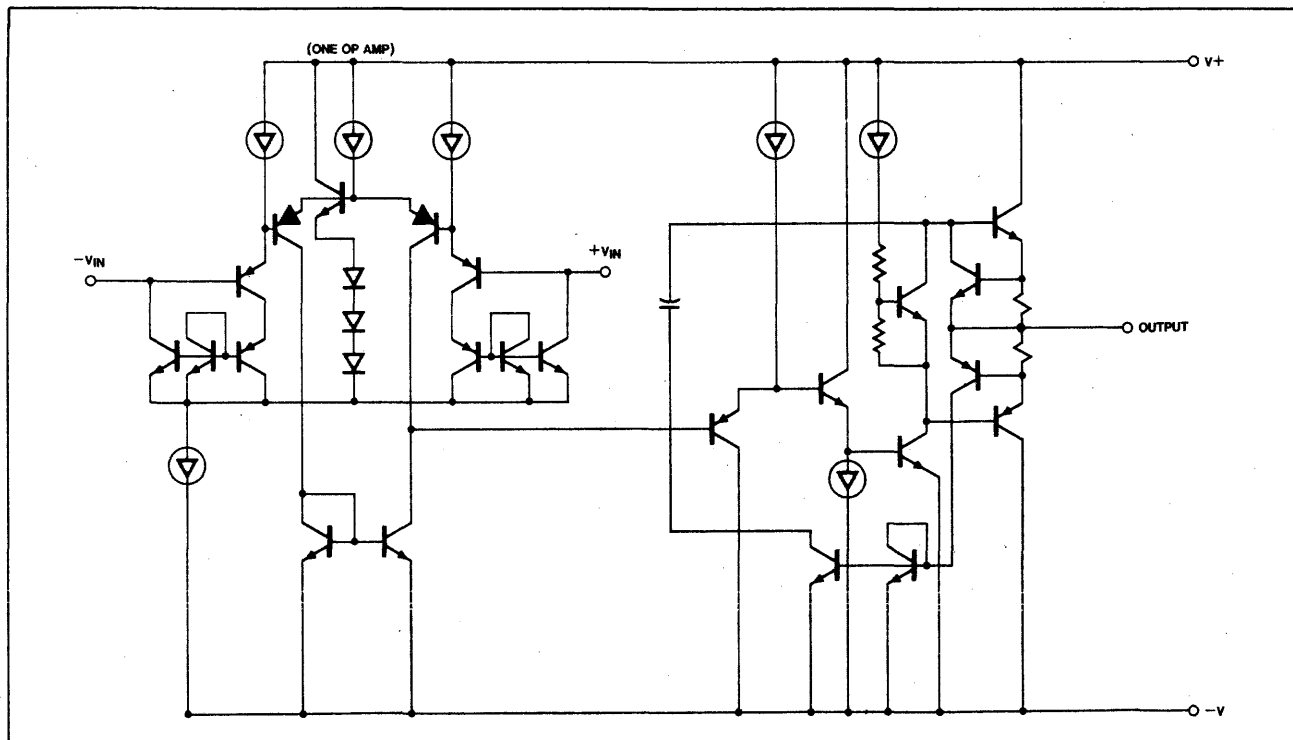 (ONE OP AMP)
V+
-VIN
+VIN
OUTPUT
-V